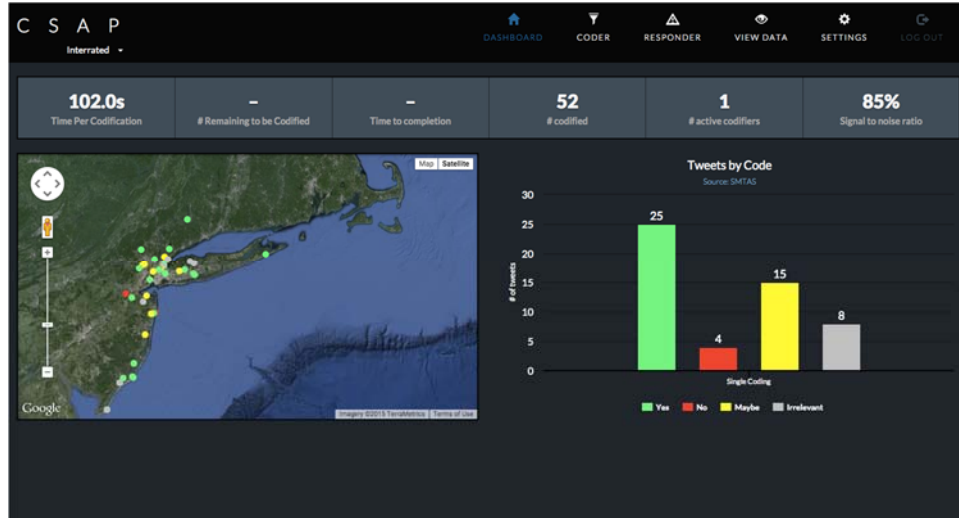 C S A P
Interrated
DASHBOARD
CODER
RESPONDER
VIEW DATA
SETTINGS
LOG OUT
102.0s
Time Per Codification
–
# Remaining to be Codified
–
Time to completion
52
# codified
1
# active codifiers
85%
Signal to noise ratio
Map Satellite
Google
Imagery ©2015 TerraMetrics Terms of Use
Tweets by Code
Source: SMTAS
# of tweets
30
25
20
15
10
5
0
25
4
15
8
Single Coding
Yes No Maybe Irrelevant